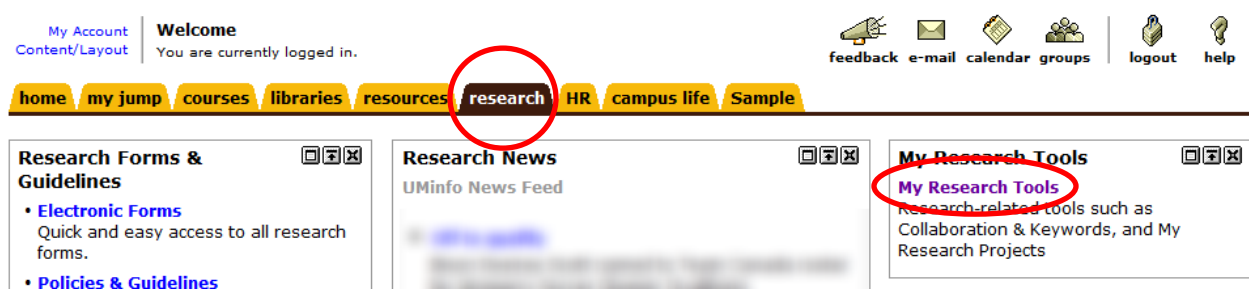 My Account
Content/Layout
Welcome
You are currently logged in.
feedback e-mail calendar groups logout help
home my jump courses libraries resources research HR campus life Sample
Research Forms &
Guidelines
• Electronic Forms
Quick and easy access to all research
forms.
• Policies & Guidelines
Research News
UMinfo News Feed
My Research Tools
My Research Tools
Research-related tools such as
Collaboration & Keywords, and My
Research Projects